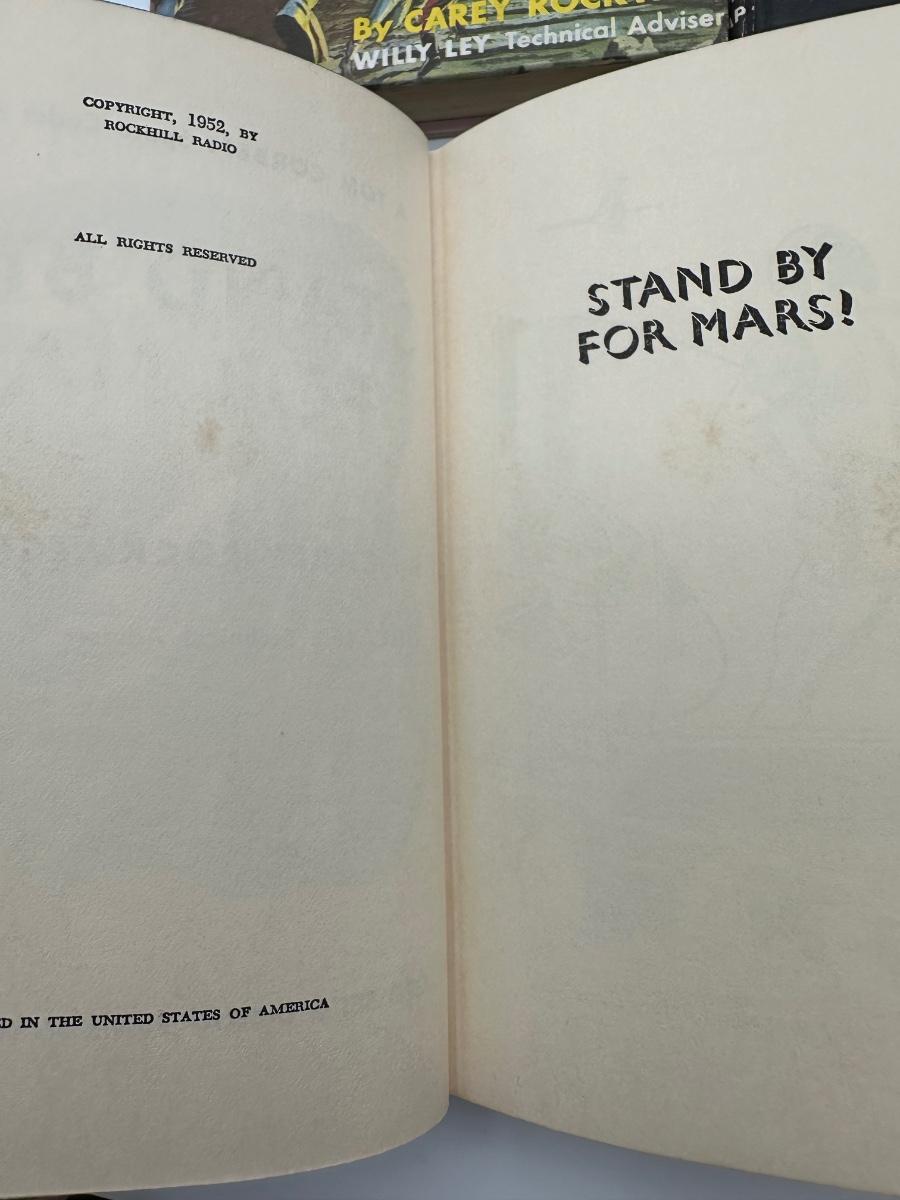 By CAREY
WILLY LEY Technical Adviser
COPYRIGHT, 1952, BY
ROCKHILL RADIO
ALL RIGHTS RESERVED
IN THE UNITED STATES OF AMERICA
STAND BY
FOR MARS!